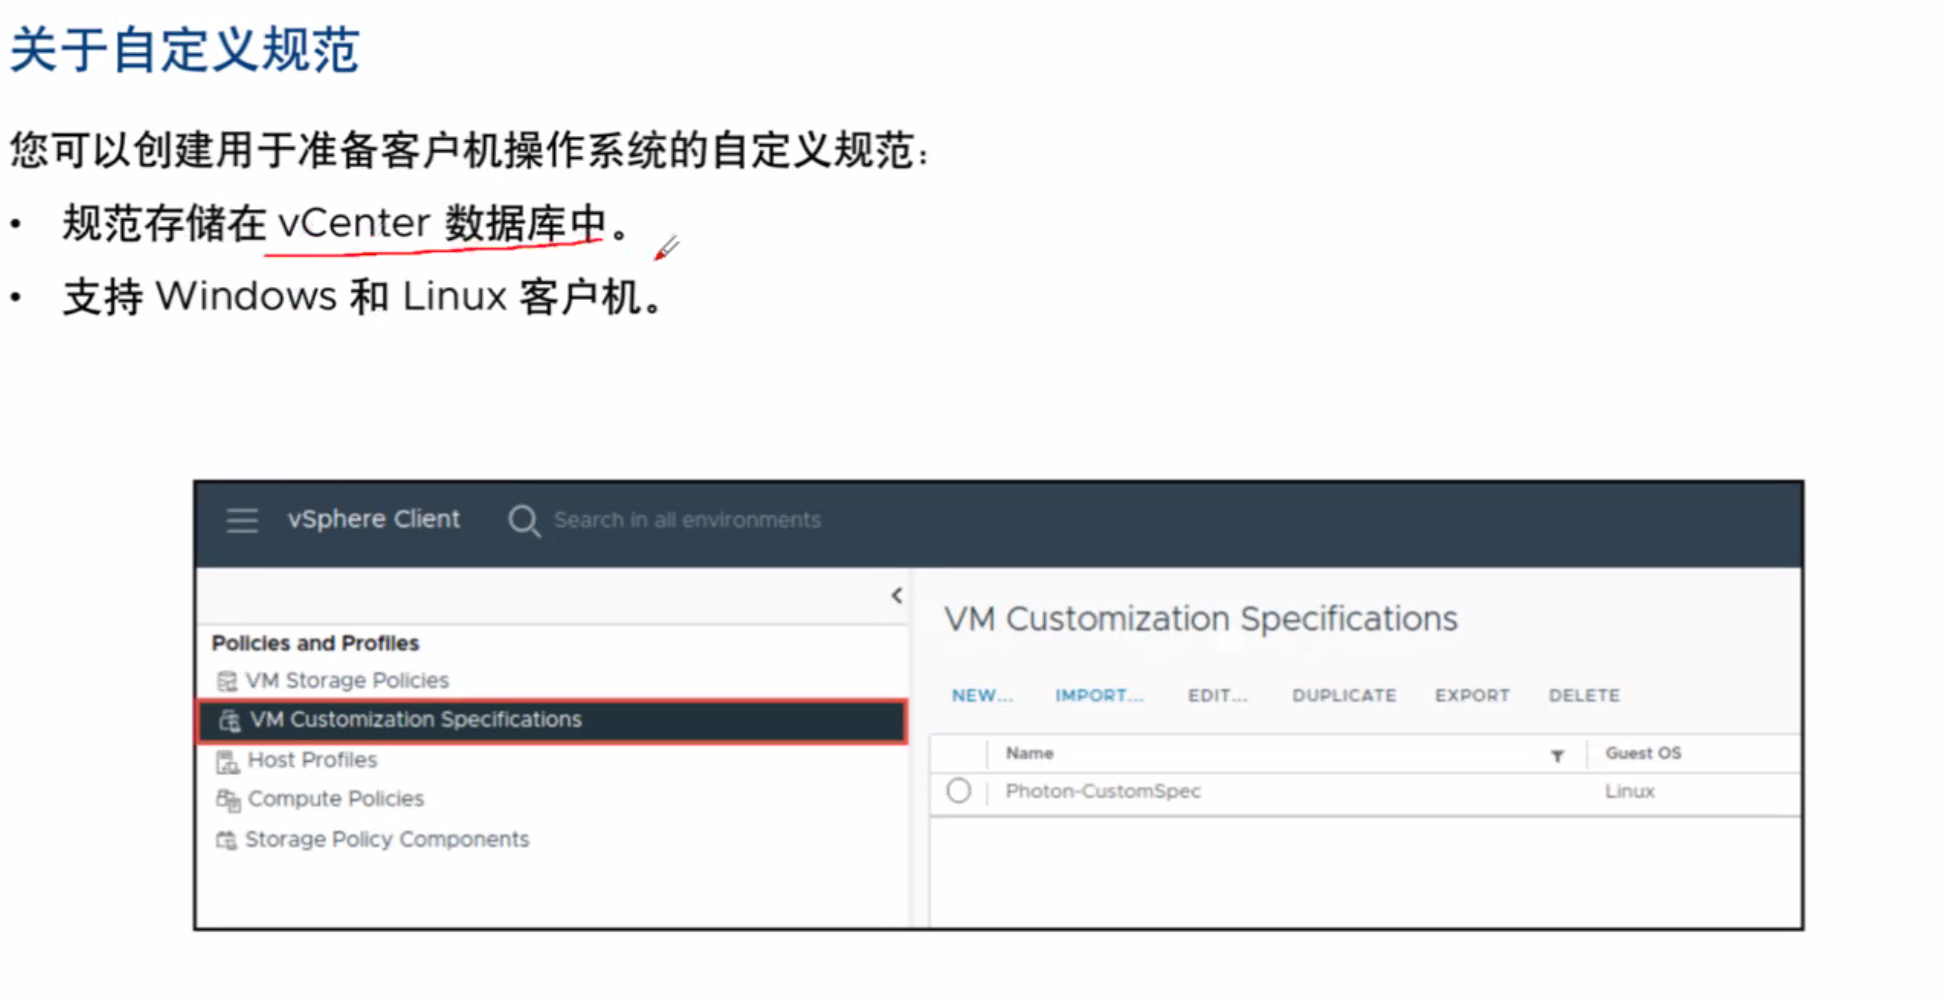 关于自定义规范
您可以创建用于准备客户机操作系统的自定义规范：
• 规范存储在 vCenter 数据库中。
• 支持 Windows 和 Linux 客户机。
vSphere Client
Search in all environments
Policies and Profiles
VM Storage Policies
VM Customization Specifications
Host Profiles
Compute Policies
Storage Policy Components
VM Customization Specifications
NEW... IMPORT... EDIT... DUPLICATE EXPORT DELETE
Name Guest OS
Photon-CustomSpec Linux